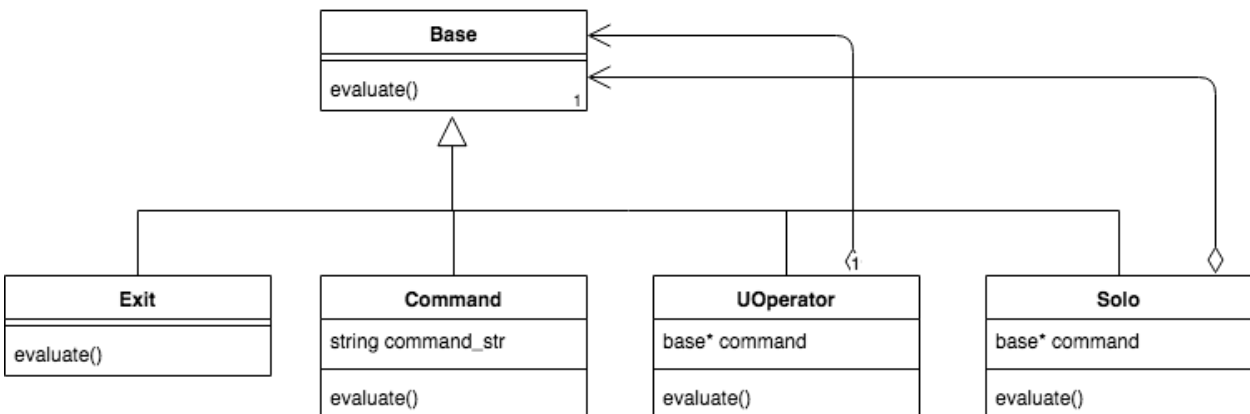 Base
evaluate()
1
1
Exit
evaluate()
Command
string command_str
evaluate()
UOperator
base* command
evaluate()
Solo
base* command
evaluate()